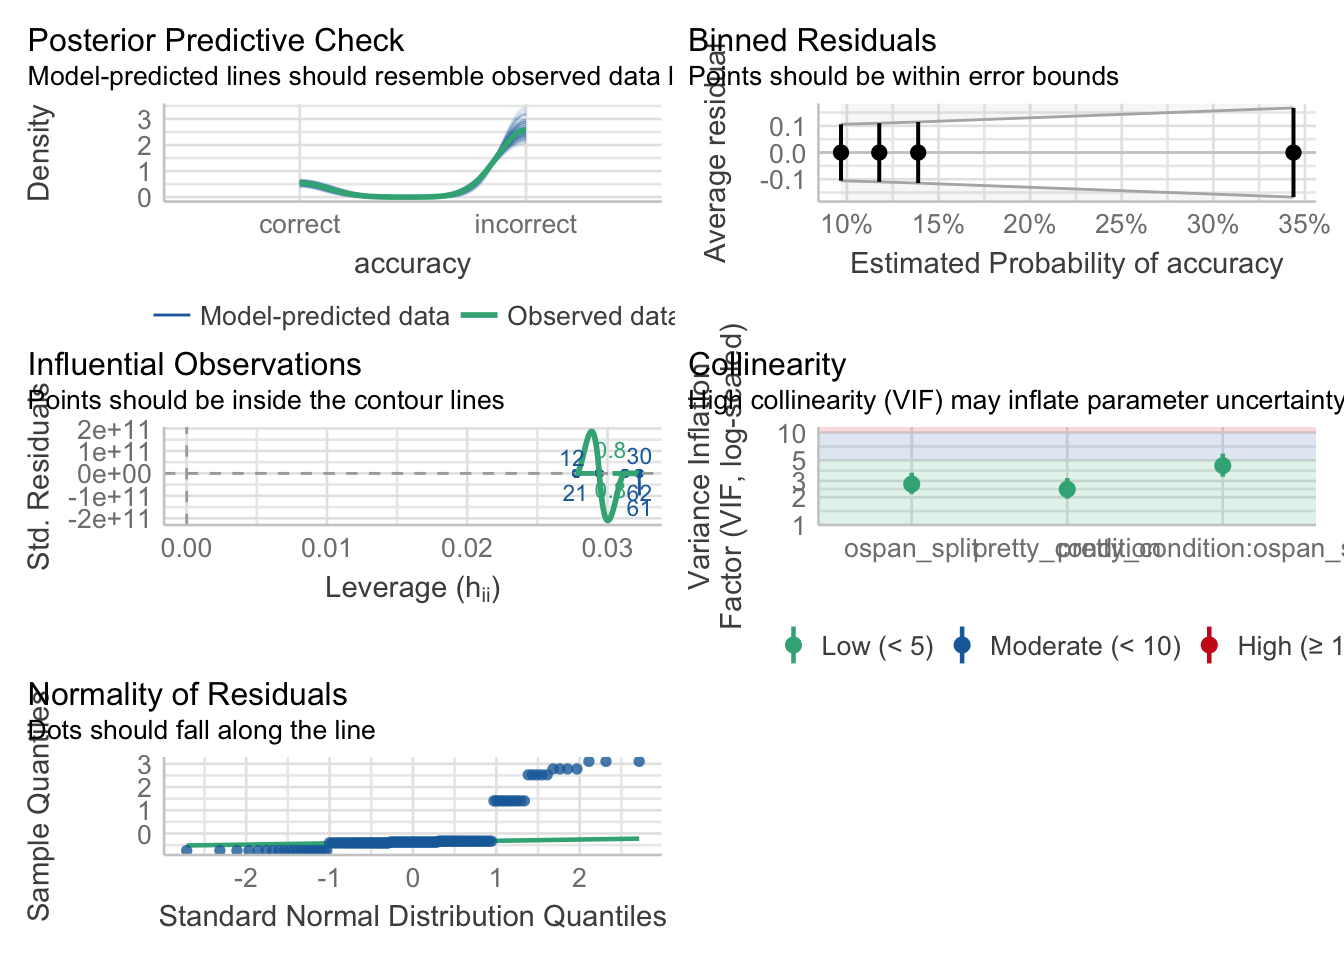 Posterior Predictive Check
Model-predicted lines should resemble observed data l
Density
3
2
1
0
correct
incorrect
accuracy
Model-predicted data
Observed data
Binned Residuals
Points should be within error bounds
Average residual
0.1
0.0
-0.1
10%
15%
20%
25%
30%
35%
Estimated Probability of accuracy
Influential Observations
Points should be inside the contour lines
Std. Residuals
2e+11
1e+11
0e+00
-1e+11
-2e+11
12
0.8
30
21
62
61
0.00
0.01
0.02
0.03
Leverage (hii)
Collinearity
High collinearity (VIF) may inflate parameter uncertainty
Variance Inflation
Factor (VIF, log-scaled)
10
5
3
2
1
ospan_split
pretty_condition
condition:ospan_s
Low (< 5)
Moderate (< 10)
High (≥ 1
Normality of Residuals
Dots should fall along the line
Sample Quantiles
3
2
1
0
-2
-1
0
1
2
Standard Normal Distribution Quantiles